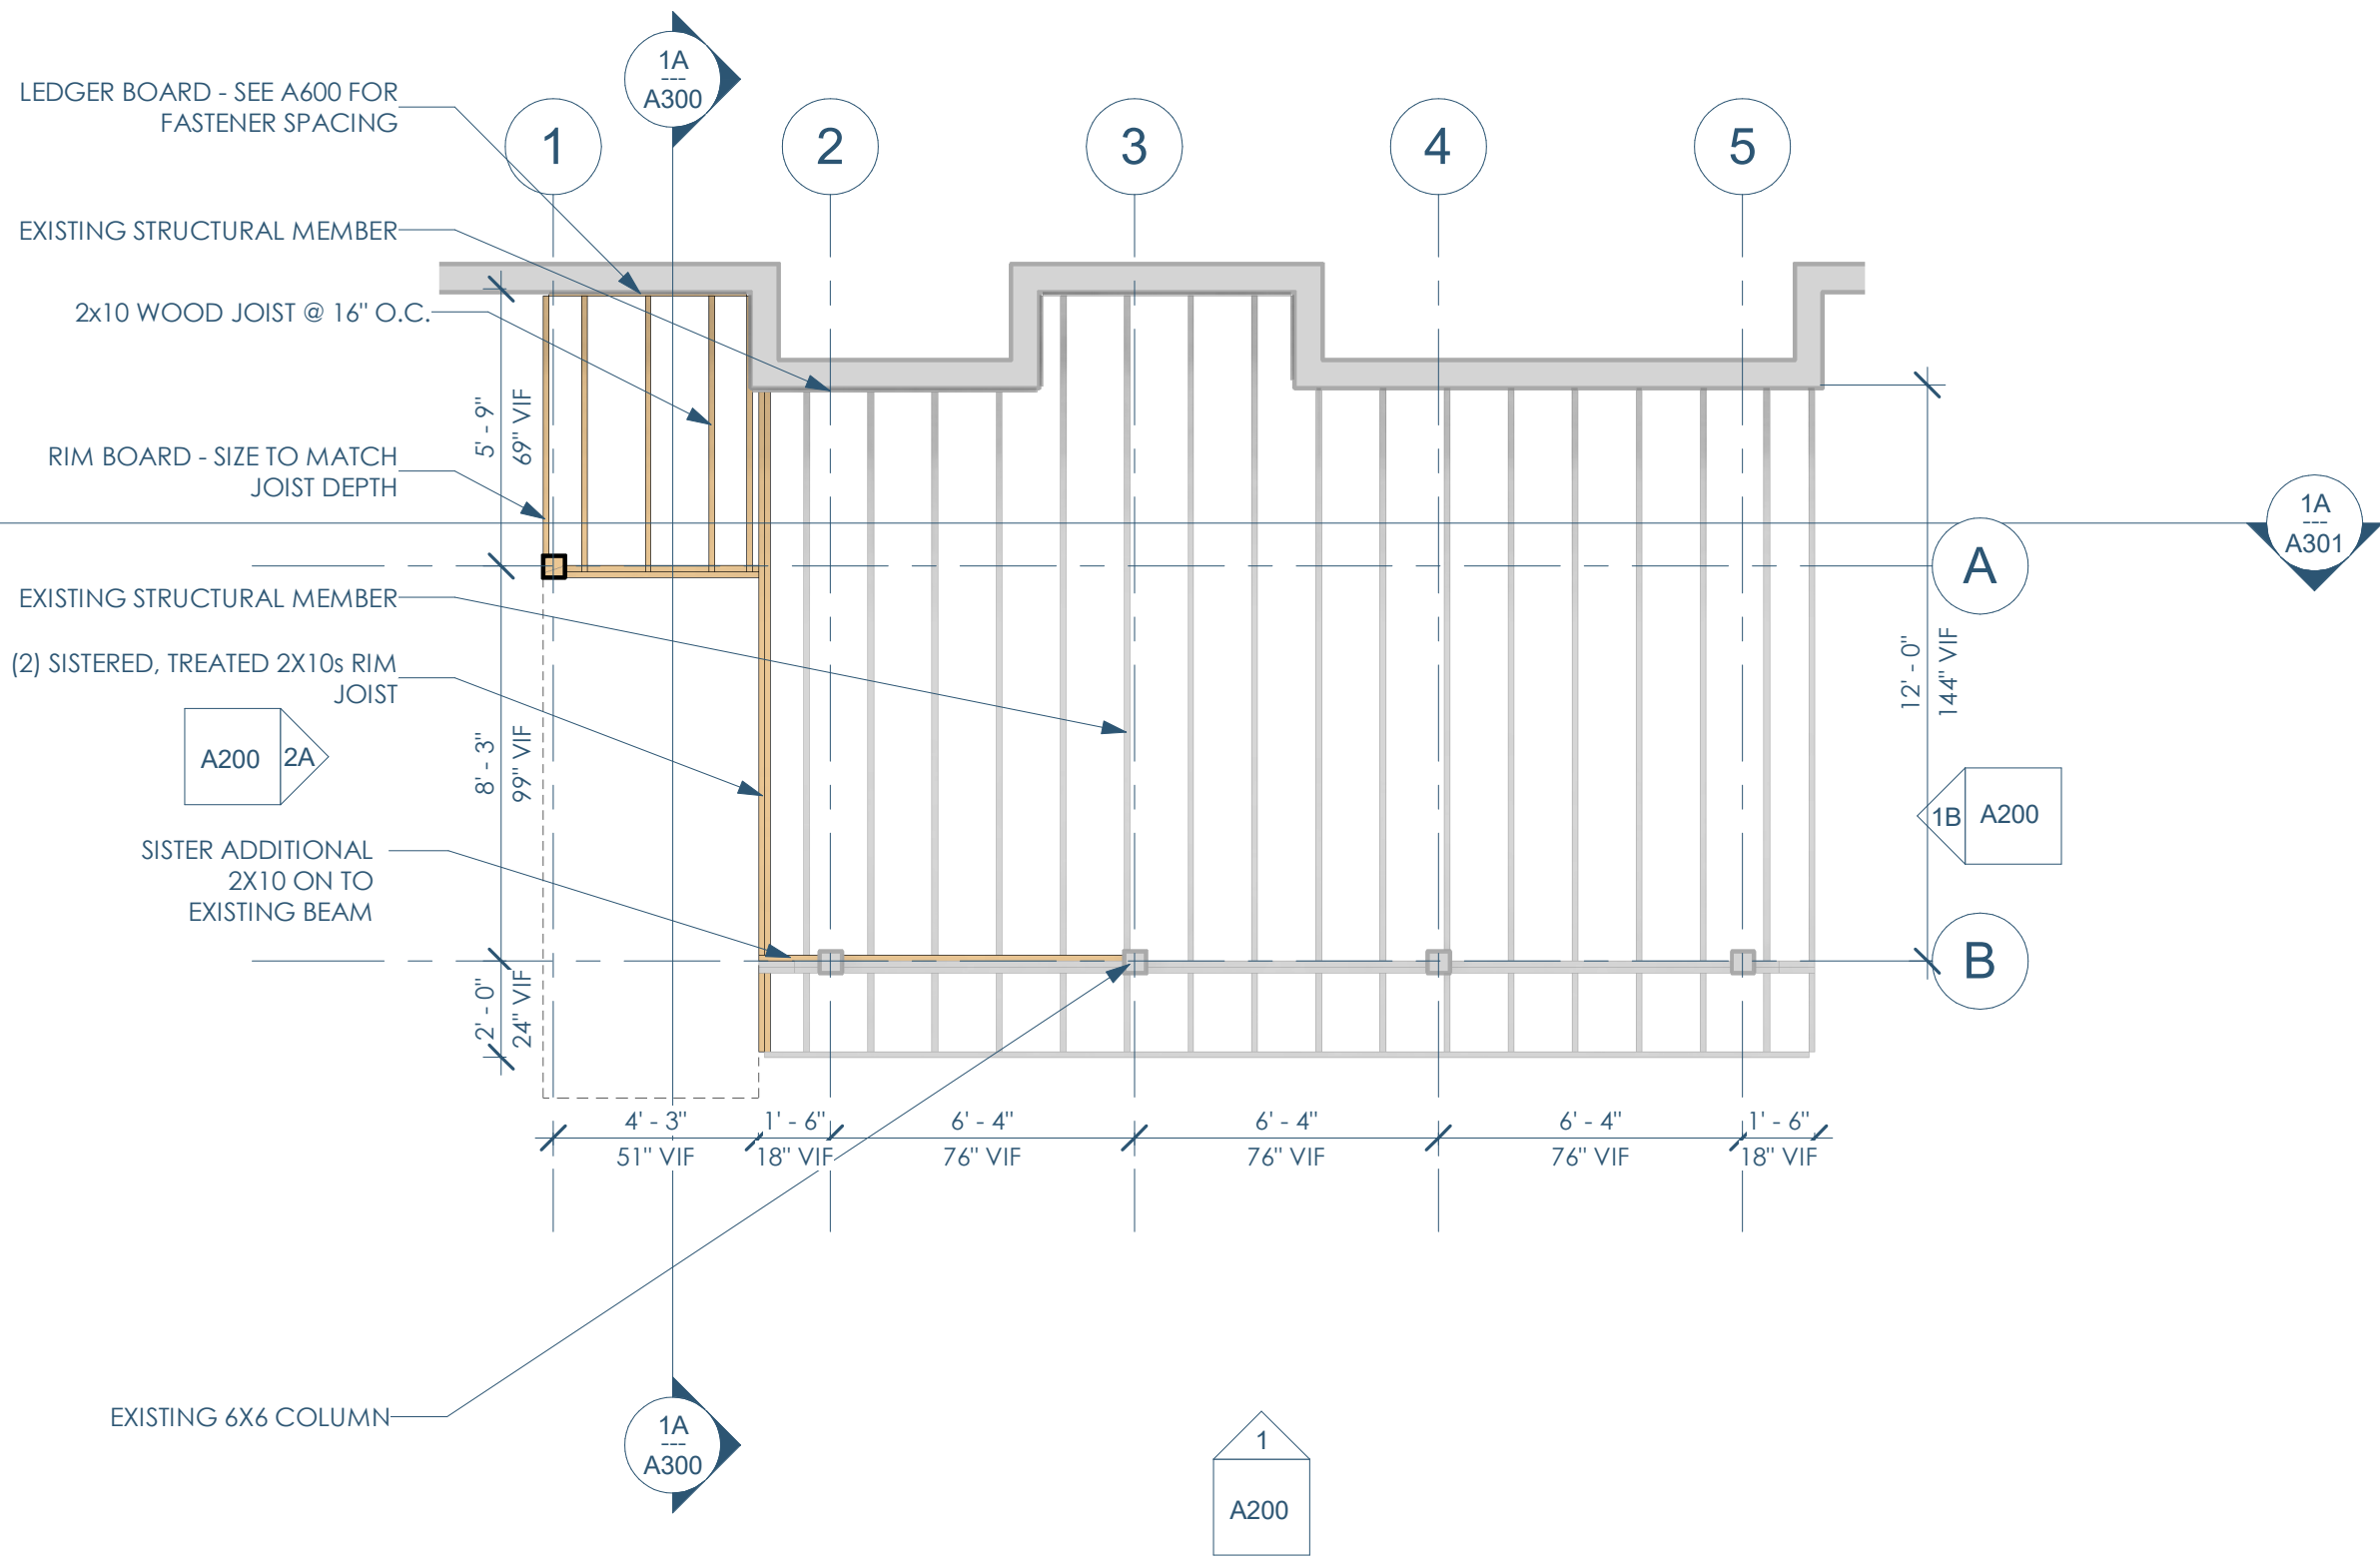 1A
---
A300
LEDGER BOARD - SEE A600 FOR
FASTENER SPACING
1
2
3
4
5
EXISTING STRUCTURAL MEMBER
2x10 WOOD JOIST @ 16" O.C.
5' - 9"
69" VIF
RIM BOARD - SIZE TO MATCH
JOIST DEPTH
1A
---
A301
A
EXISTING STRUCTURAL MEMBER
(2) SISTERED, TREATED 2X10s RIM
JOIST
12' - 0"
144" VIF
A200
2A
8' - 3"
99" VIF
1B
A200
SISTER ADDITIONAL
2X10 ON TO
EXISTING BEAM
B
2' - 0"
24" VIF
4' - 3"
51" VIF
1' - 6"
18" VIF
6' - 4"
76" VIF
6' - 4"
76" VIF
6' - 4"
76" VIF
1' - 6"
18" VIF
EXISTING 6X6 COLUMN
1A
---
A300
1
A200